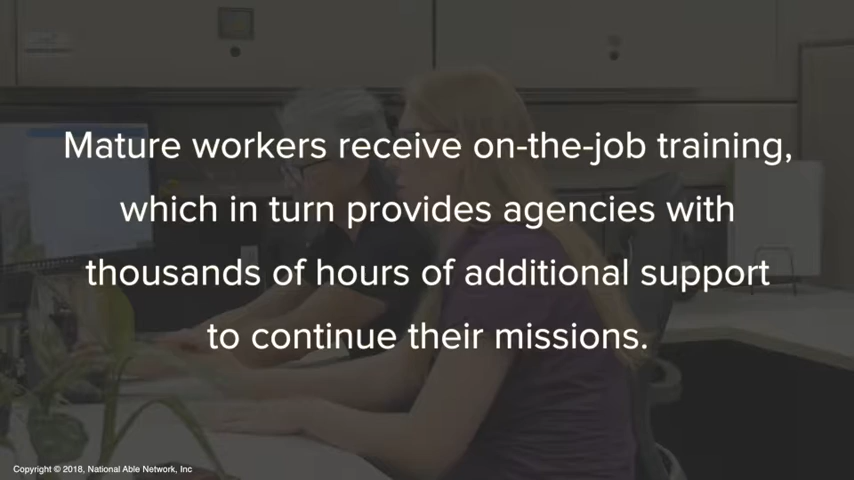 Mature workers receive on-the-job training,
which in turn provides agencies with
thousands of hours of additional support
to continue their missions.
Copyright © 2018, National Able Network, Inc